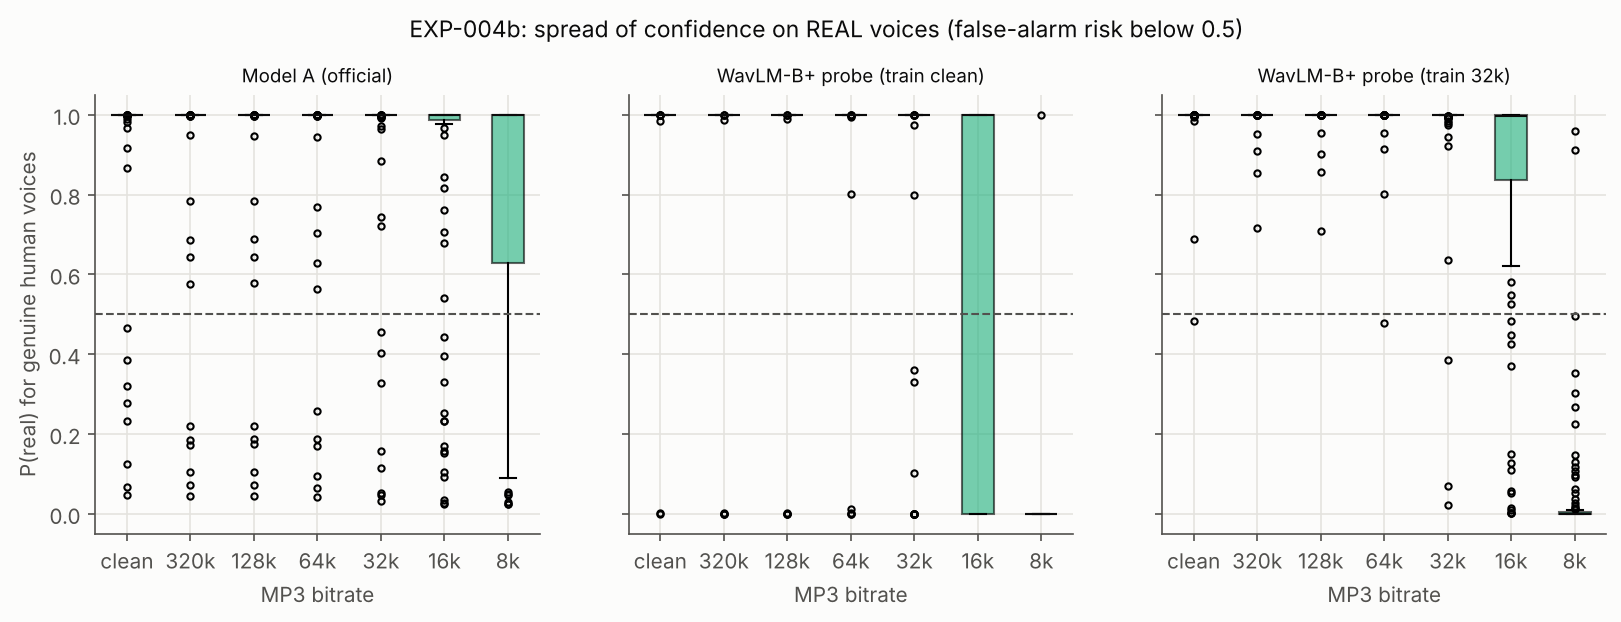 EXP-004b: spread of confidence on REAL voices (false-alarm risk below 0.5)
Model A (official)
WavLM-B+ probe (train clean)
WavLM-B+ probe (train 32k)
P(real) for genuine human voices
1.0
0.8
0.6
0.4
0.2
0.0
clean 320k 128k 64k 32k 16k 8k
clean 320k 128k 64k 32k 16k 8k
clean 320k 128k 64k 32k 16k 8k
MP3 bitrate
MP3 bitrate
MP3 bitrate